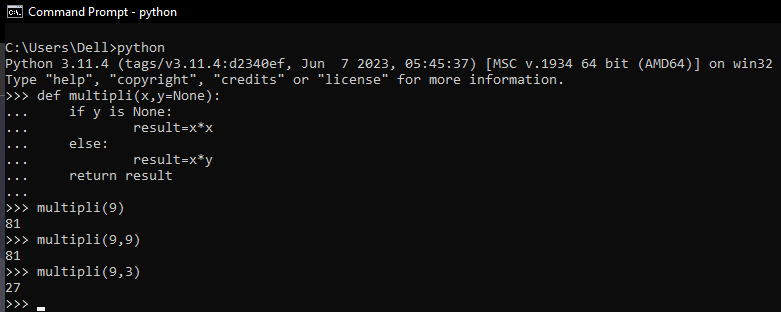 Command Prompt - python
C:\Users\Dell>python
Python 3.11.4 (tags/v3.11.4:d2340ef, Jun  7 2023, 05:45:37) [MSC v.1934 64 bit (AMD64)] on win32
Type "help", "copyright", "credits" or "license" for more information.
>>> def multipli(x,y=None):
...     if y is None:
...             result=x*x
...     else:
...             result=x*y
...     return result
...
>>> multipli(9)
81
>>> multipli(9,9)
81
>>> multipli(9,3)
27
>>>